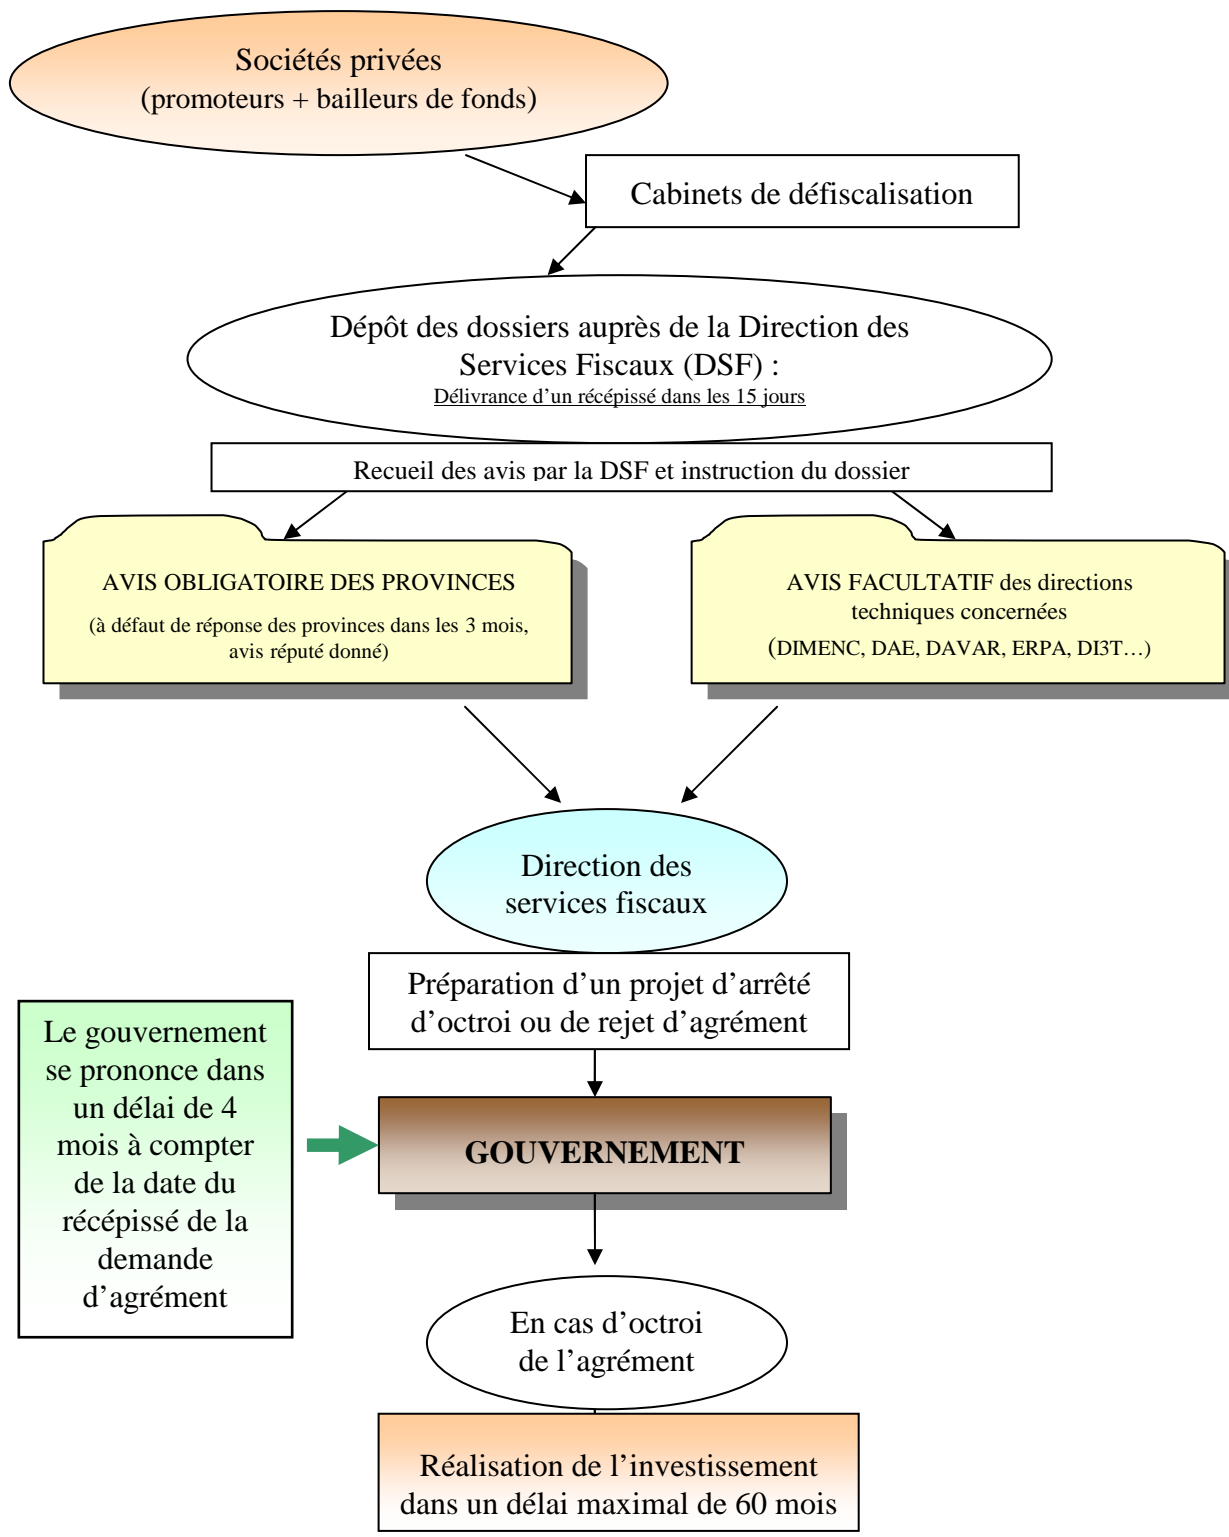 Sociétés privées
(promoteurs + bailleurs de fonds)
Cabinets de défiscalisation
Dépôt des dossiers auprès de la Direction des
Services Fiscaux (DSF) :
Délivrance d’un récépissé dans les 15 jours
Recueil des avis par la DSF et instruction du dossier
AVIS OBLIGATOIRE DES PROVINCES
(à défaut de réponse des provinces dans les 3 mois,
avis réputé donné)
AVIS FACULTATIF des directions
techniques concernées
(DIMENC, DAE, DAVAR, ERPA, DI3T…)
Direction des
services fiscaux
Préparation d’un projet d’arrêté
d’octroi ou de rejet d’agrément
Le gouvernement
se prononce dans
un délai de 4
mois à compter
de la date du
récépissé de la
demande
d’agrément
GOUVERNEMENT
En cas d’octroi
de l’agrément
Réalisation de l’investissement
dans un délai maximal de 60 mois